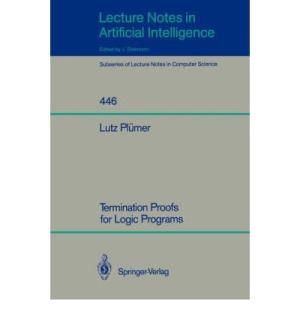 Lecture Notes in
Artificial Intelligence
Edited by J. Siekmann
Subseries of Lecture Notes in Computer Science
446
Lutz Plümer
Termination Proofs
for Logic Programs
Springer-Verlag